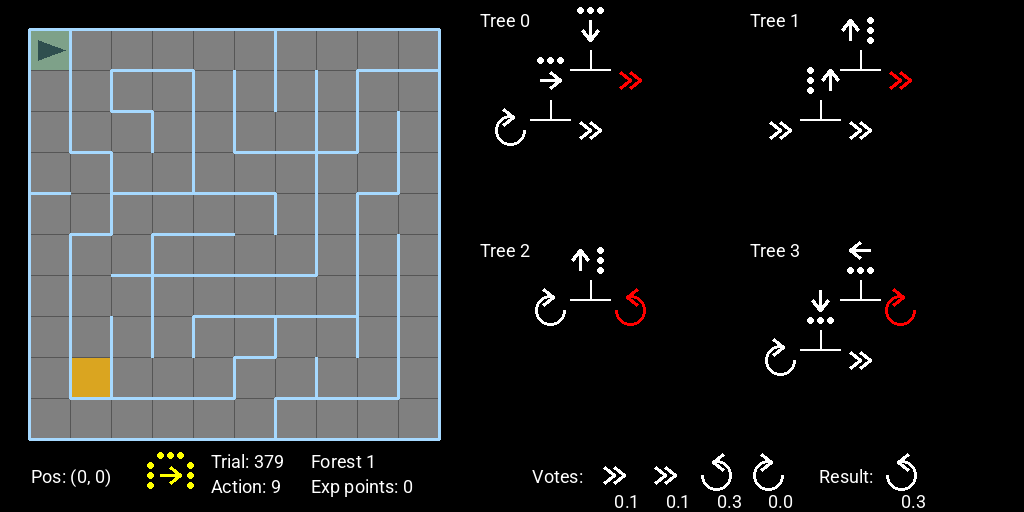 Tree 0
Tree 1
Tree 2
Tree 3
Pos: (0, 0)
Trial: 379
Forest 1
Action: 9
Exp points: 0
Votes:
0.1
0.1
0.3
0.0
Result:
0.3